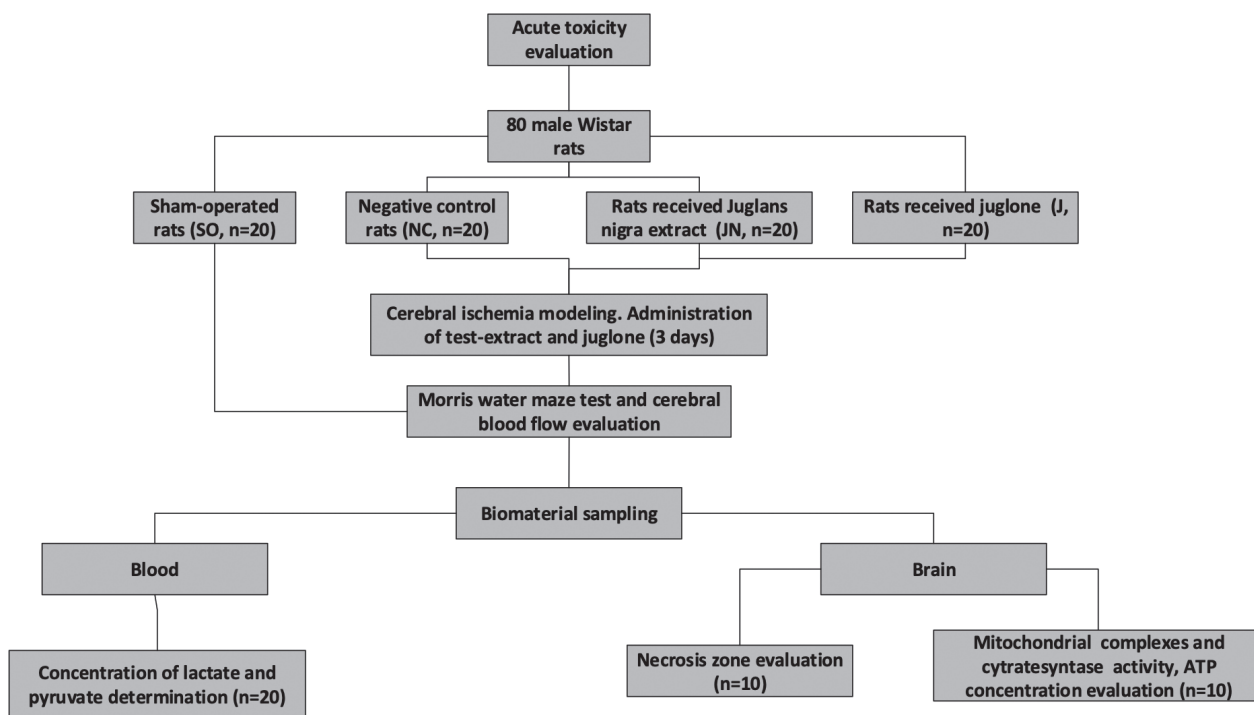 Acute toxicity
evaluation
80 male Wistar
rats
Sham-operated
rats (SO, n=20)
Negative control
rats (NC, n=20)
Rats received Juglans
nigra extract (JN, n=20)
Rats received juglone (J,
n=20)
Cerebral ischemia modeling. Administration
of test-extract and juglone (3 days)
Morris water maze test and cerebral
blood flow evaluation
Biomaterial sampling
Blood
Brain
Concentration of lactate and
pyruvate determination (n=20)
Necrosis zone evaluation
(n=10)
Mitochondrial complexes and
cytratesyntase activity, ATP
concentration evaluation (n=10)